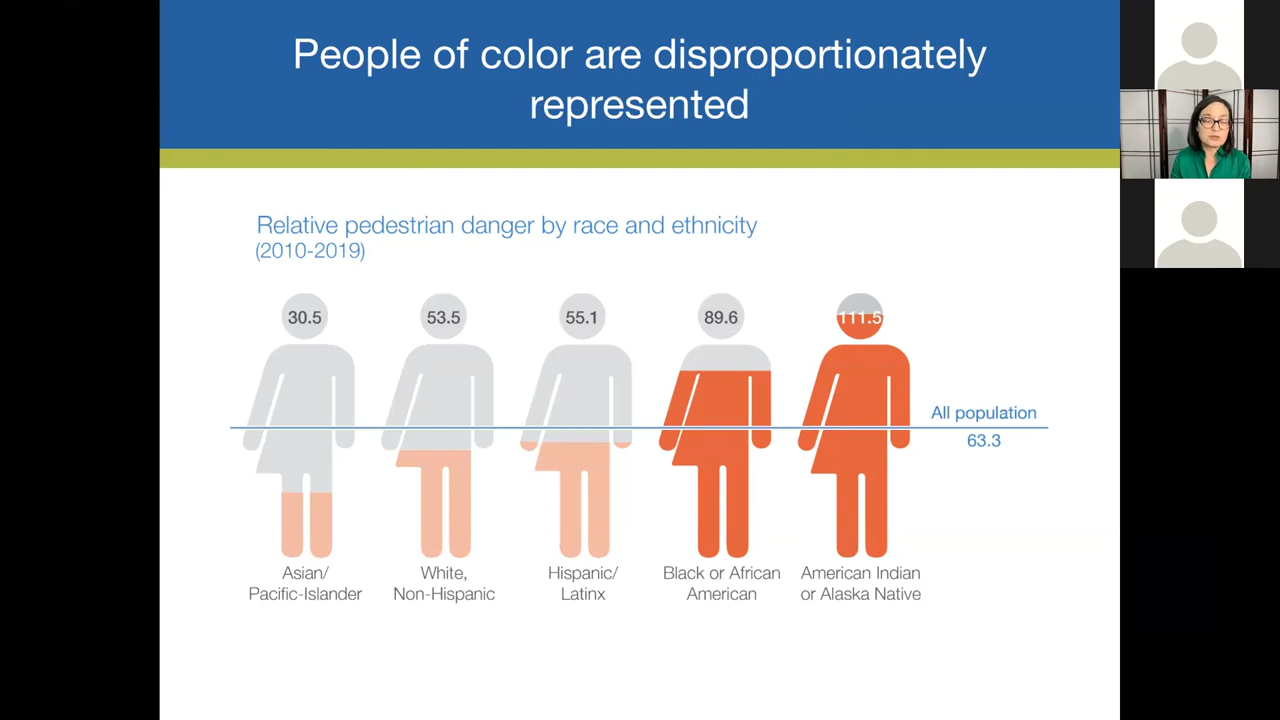 People of color are disproportionately
represented
Relative pedestrian danger by race and ethnicity
(2010-2019)
30.5
53.5
55.1
89.6
111.5
All population
63.3
Asian/
Pacific-Islander
White,
Non-Hispanic
Hispanic/
Latinx
Black or African
American
American Indian
or Alaska Native